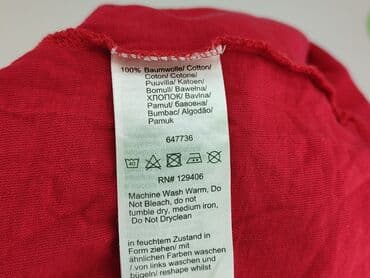 100% Baumwolle/ Cotton/
Coton/ Cotone/
Puuvilla/ Katoen/
Bomull/ Bawełna/
ХЛОПОК/ Bavlna/
Pamut/ бавовна/
Bumbac/ Algodão/
Pamuk
647736
RN# 129406
Machine Wash Warm, Do
Not Bleach, do not
tumble dry, medium iron,
Do Not Dryclean
in feuchtem Zustand in
Form ziehen/ mit
ähnlichen Farben waschen
/ von links waschen und
bügeln/ reshape whilst